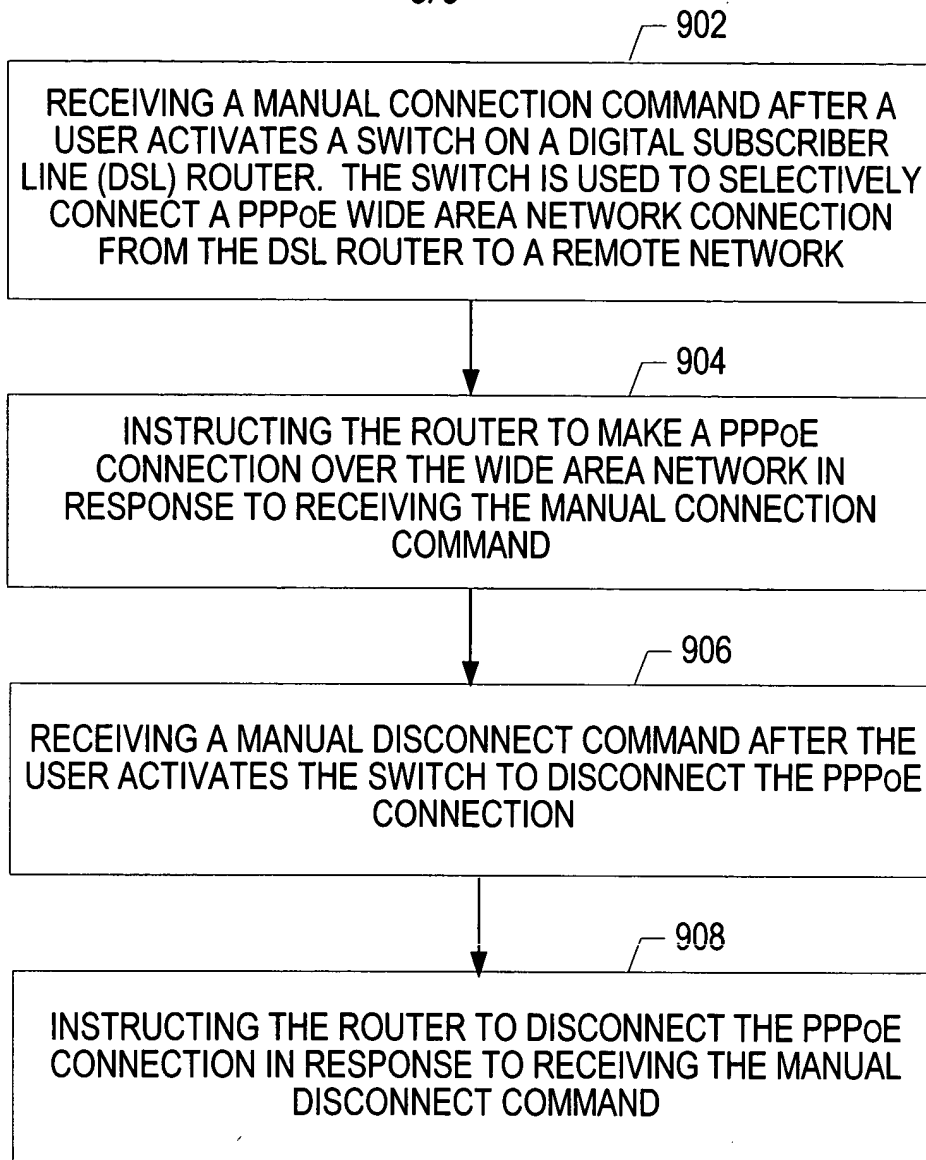 902
RECEIVING A MANUAL CONNECTION COMMAND AFTER A
USER ACTIVATES A SWITCH ON A DIGITAL SUBSCRIBER
LINE (DSL) ROUTER. THE SWITCH IS USED TO SELECTIVELY
CONNECT A PPPoE WIDE AREA NETWORK CONNECTION
FROM THE DSL ROUTER TO A REMOTE NETWORK
904
INSTRUCTING THE ROUTER TO MAKE A PPPoE
CONNECTION OVER THE WIDE AREA NETWORK IN
RESPONSE TO RECEIVING THE MANUAL CONNECTION
COMMAND
906
RECEIVING A MANUAL DISCONNECT COMMAND AFTER THE
USER ACTIVATES THE SWITCH TO DISCONNECT THE PPPoE
CONNECTION
908
INSTRUCTING THE ROUTER TO DISCONNECT THE PPPoE
CONNECTION IN RESPONSE TO RECEIVING THE MANUAL
DISCONNECT COMMAND